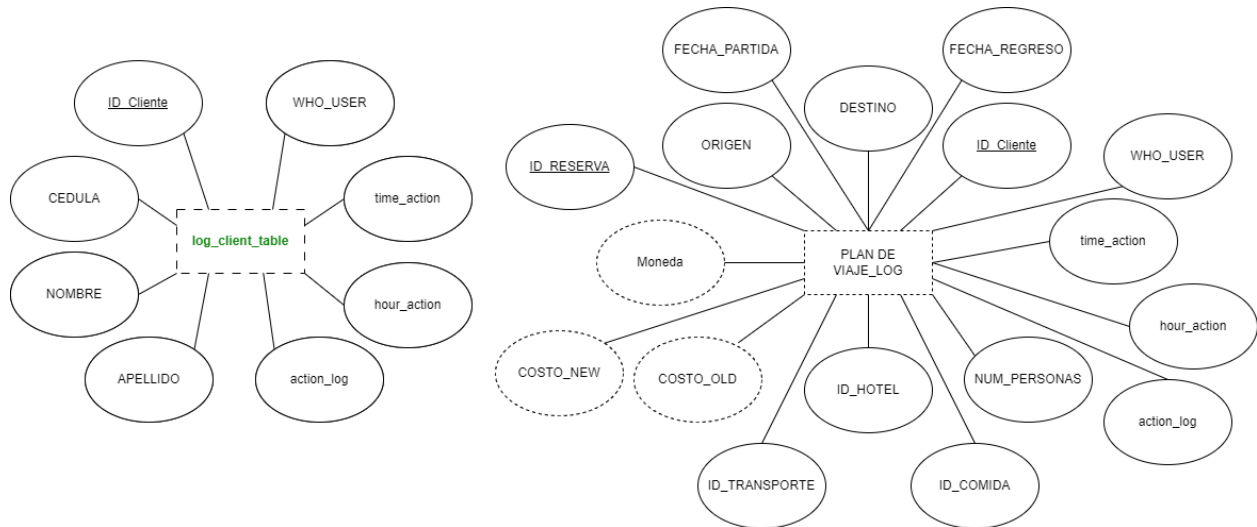 ID_Cliente
WHO_USER
CEDULA
time_action
log_client_table
NOMBRE
hour_action
APELLIDO
action_log
FECHA_PARTIDA
FECHA_REGRESO
DESTINO
ORIGEN
ID_Cliente
ID_RESERVA
WHO_USER
time_action
Moneda
PLAN DE
VIAJE_LOG
hour_action
COSTO_NEW
COSTO_OLD
ID_HOTEL
NUM_PERSONAS
action_log
ID_TRANSPORTE
ID_COMIDA